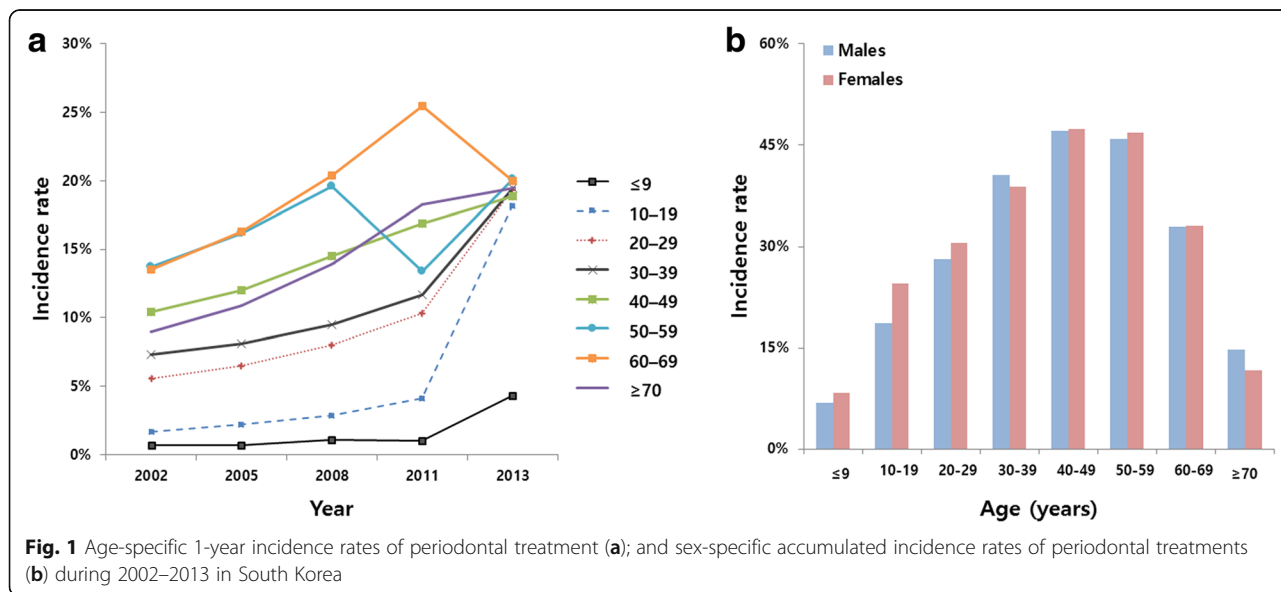 a
30%
25%
20%
15%
10%
5%
0%
Incidence rate
2002 2005 2008 2011 2013
Year
≤9
10–19
20–29
30–39
40–49
50–59
60–69
≥70
b
60%
45%
30%
15%
0%
Incidence rate
Males
Females
≤9 10-19 20-29 30-39 40-49 50-59 60-69 ≥70
Age (years)
Fig. 1 Age-specific 1-year incidence rates of periodontal treatment (a); and sex-specific accumulated incidence rates of periodontal treatments
(b) during 2002–2013 in South Korea